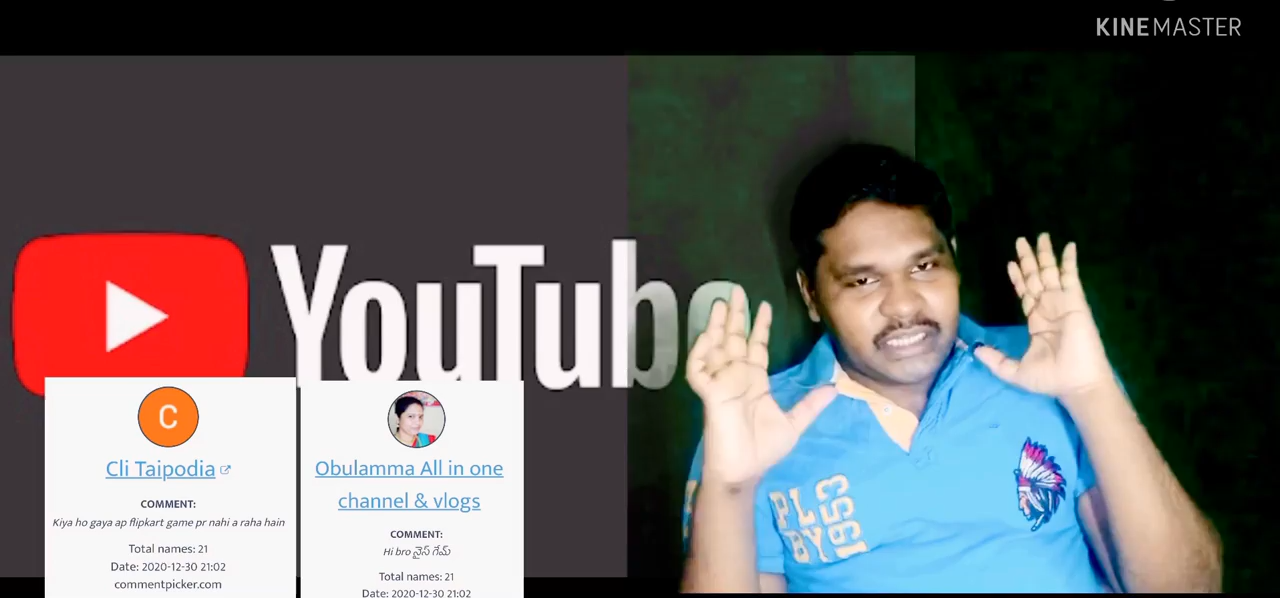 KINEMASTER
YouTube
C
Cli Taipodia
COMMENT:
Kiya ho gaya ap flipkart game pr nahi a raha hain
Total names: 21
Date: 2020-12-30 21:02
commentpicker.com
Obulamma All in one
channel & vlogs
COMMENT:
Hi bro నైస్ గేమ్
Total names: 21
Date: 2020-12-30 21:02
PL
BY
1953